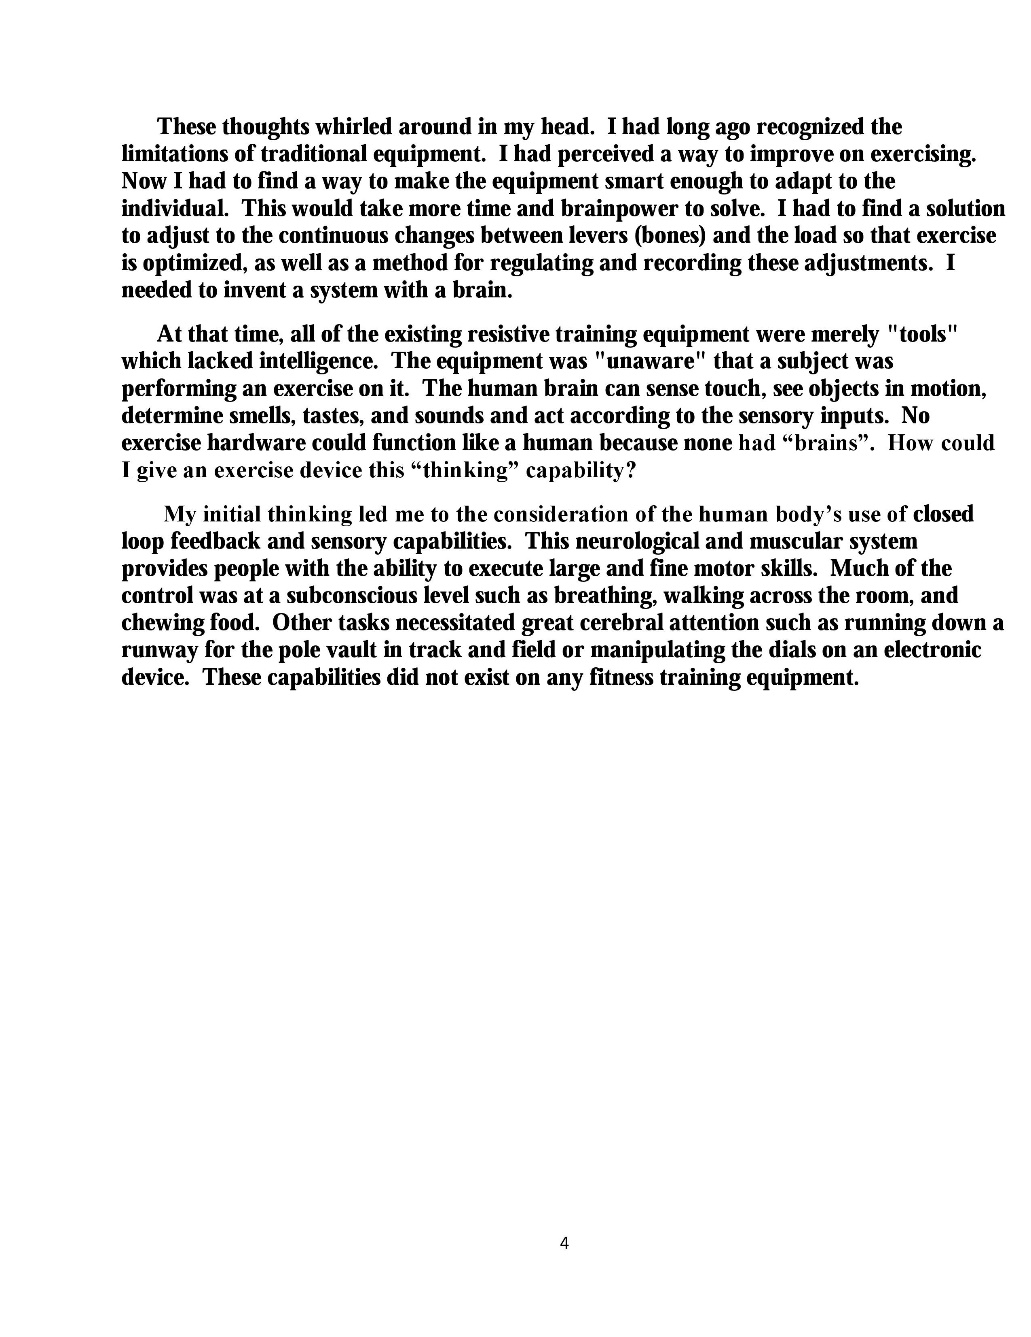 These thoughts whirled around in my head.  I had long ago recognized the
limitations of traditional equipment.  I had perceived a way to improve on exercising.
Now I had to find a way to make the equipment smart enough to adapt to the
individual.  This would take more time and brainpower to solve.  I had to find a solution
to adjust to the continuous changes between levers (bones) and the load so that exercise
is optimized, as well as a method for regulating and recording these adjustments.  I
needed to invent a system with a brain.
At that time, all of the existing resistive training equipment were merely "tools"
which lacked intelligence.  The equipment was "unaware" that a subject was
performing an exercise on it.  The human brain can sense touch, see objects in motion,
determine smells, tastes, and sounds and act according to the sensory inputs.  No
exercise hardware could function like a human because none had “brains”.  How could
I give an exercise device this “thinking” capability?
My initial thinking led me to the consideration of the human body’s use of closed
loop feedback and sensory capabilities.  This neurological and muscular system
provides people with the ability to execute large and fine motor skills.  Much of the
control was at a subconscious level such as breathing, walking across the room, and
chewing food.  Other tasks necessitated great cerebral attention such as running down a
runway for the pole vault in track and field or manipulating the dials on an electronic
device.  These capabilities did not exist on any fitness training equipment.
4